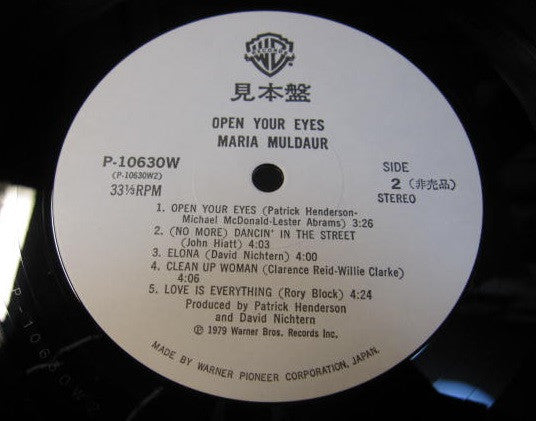 見本盤
OPEN YOUR EYES
MARIA MULDAUR
P-10630W
(P-10630W2)
33⅓RPM
SIDE
2 (非売品)
STEREO
1. OPEN YOUR EYES (Patrick Henderson-
Michael McDonald-Lester Abrams) 3:26
2. (NO MORE) DANCIN' IN THE STREET
(John Hiatt) 4:03
3. ELONA (David Nichtern) 4:00
4. CLEAN UP WOMAN (Clarence Reid-Willie Clarke)
4:06
5. LOVE IS EVERYTHING (Rory Block) 4:24
Produced by Patrick Henderson
and David Nichtern
Ⓟ 1979 Warner Bros. Records Inc.
MADE BY WARNER PIONEER CORPORATION, JAPAN.
P-10630W2